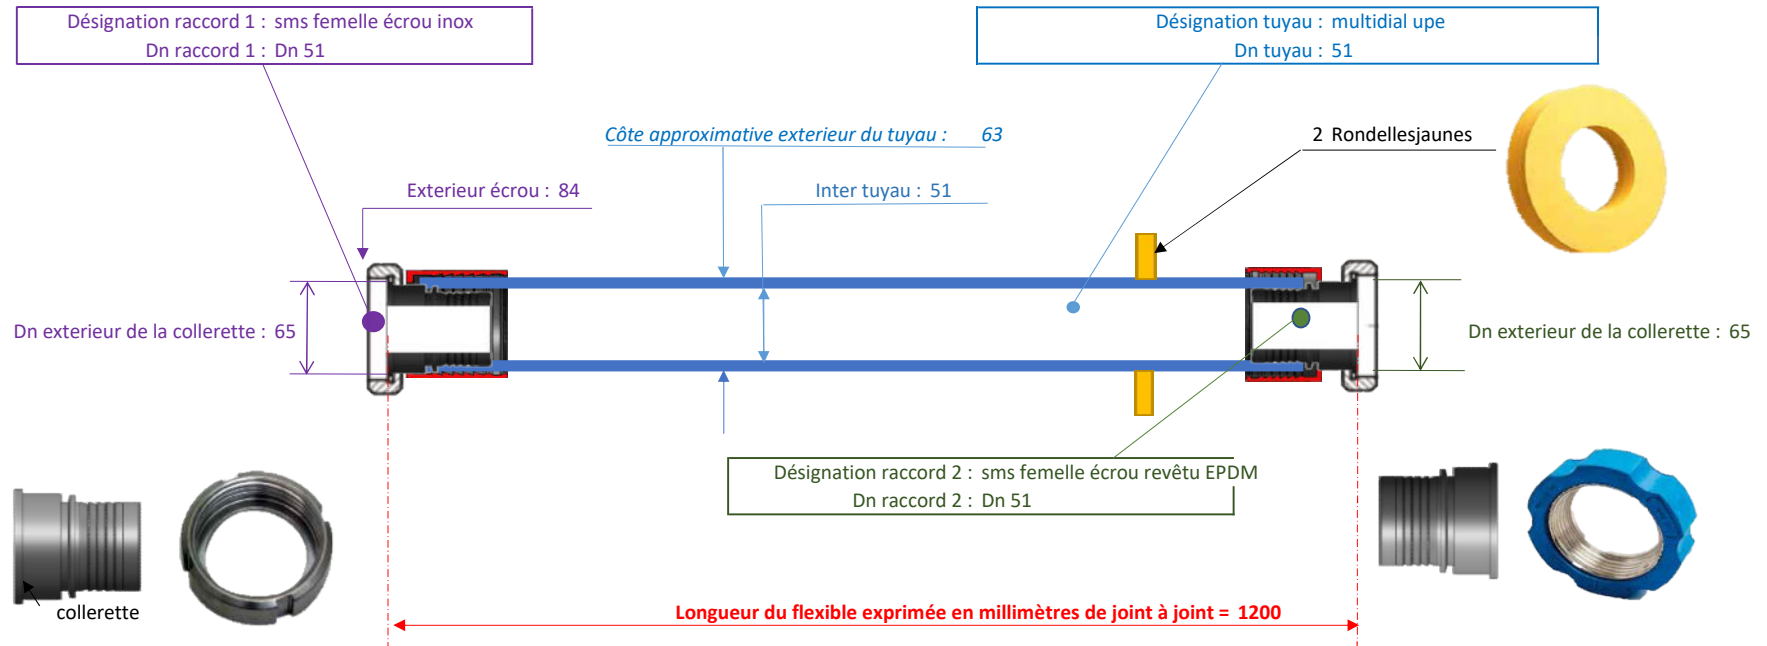 Désignation raccord 1 : sms femelle écrou inox
Dn raccord 1 : Dn 51
Désignation tuyau : multidial upe
Dn tuyau : 51
Côte approximative exterieur du tuyau : 63
2 Rondellesjaunes
Exterieur écrou : 84
Inter tuyau : 51
Dn exterieur de la collerette : 65
Dn exterieur de la collerette : 65
Désignation raccord 2 : sms femelle écrou revêtu EPDM
Dn raccord 2 : Dn 51
collerette
Longueur du flexible exprimée en millimètres de joint à joint = 1200